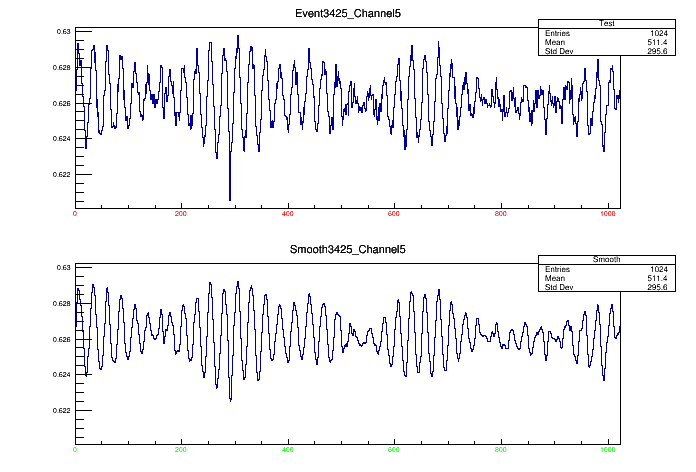 Event3425_Channel5
Test
Entries 1024
Mean 511.4
Std Dev 295.6
0.63
0.628
0.626
0.624
0.622
0 200 400 600 800 1000
Smooth3425_Channel5
Smooth
Entries 1024
Mean 511.4
Std Dev 295.6
0.63
0.628
0.626
0.624
0.622
0 200 400 600 800 1000